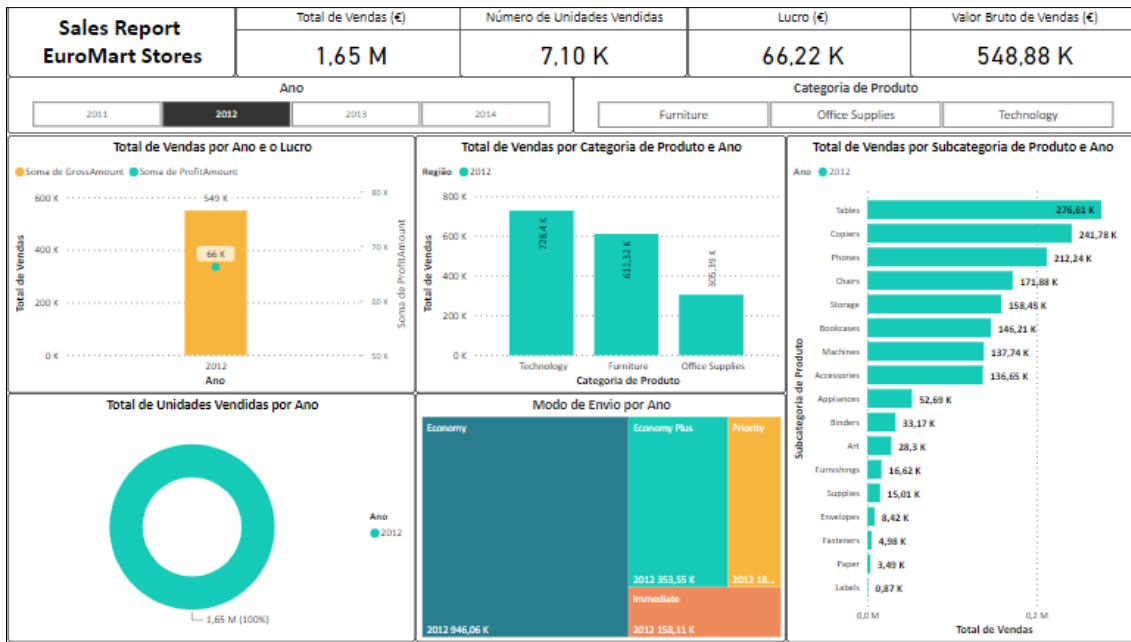 Sales Report
EuroMart Stores
Total de Vendas (€)
1,65 M
Número de Unidades Vendidas
7,10 K
Lucro (€)
66,22 K
Valor Bruto de Vendas (€)
548,88 K
Ano
2011
2012
2013
2014
Categoria de Produto
Furniture
Office Supplies
Technology
Total de Vendas por Ano e o Lucro
Soma de GrossAmount
Soma de ProfitAmount
600 K
400 K
200 K
0 K
Total de Vendas
549 K
66 K
80 K
70 K
60 K
50 K
Soma de ProfitAmount
2012
Ano
Total de Vendas por Categoria de Produto e Ano
Região
2012
800 K
600 K
400 K
200 K
0 K
Total de Vendas
728,4 K
611,32 K
305,39 K
Technology
Furniture
Office Supplies
Categoria de Produto
Total de Vendas por Subcategoria de Produto e Ano
Ano
2012
Subcategoria de Produto
Tables 276,61 K
Copiers 241,78 K
Phones 212,24 K
Chairs 171,88 K
Storage 158,45 K
Bookcases 146,21 K
Machines 137,74 K
Accessories 136,65 K
Appliances 52,69 K
Binders 33,17 K
Art 28,3 K
Furnishings 16,62 K
Supplies 15,01 K
Envelopes 8,42 K
Fasteners 4,98 K
Paper 3,49 K
Labels 0,87 K
0,0 M
0,2 M
Total de Vendas
Total de Unidades Vendidas por Ano
Ano
2012
1,65 M (100%)
Modo de Envio por Ano
Economy
2012 946,06 K
Economy Plus
2012 353,55 K
Priority
2012 18...
Immediate
2012 158,11 K